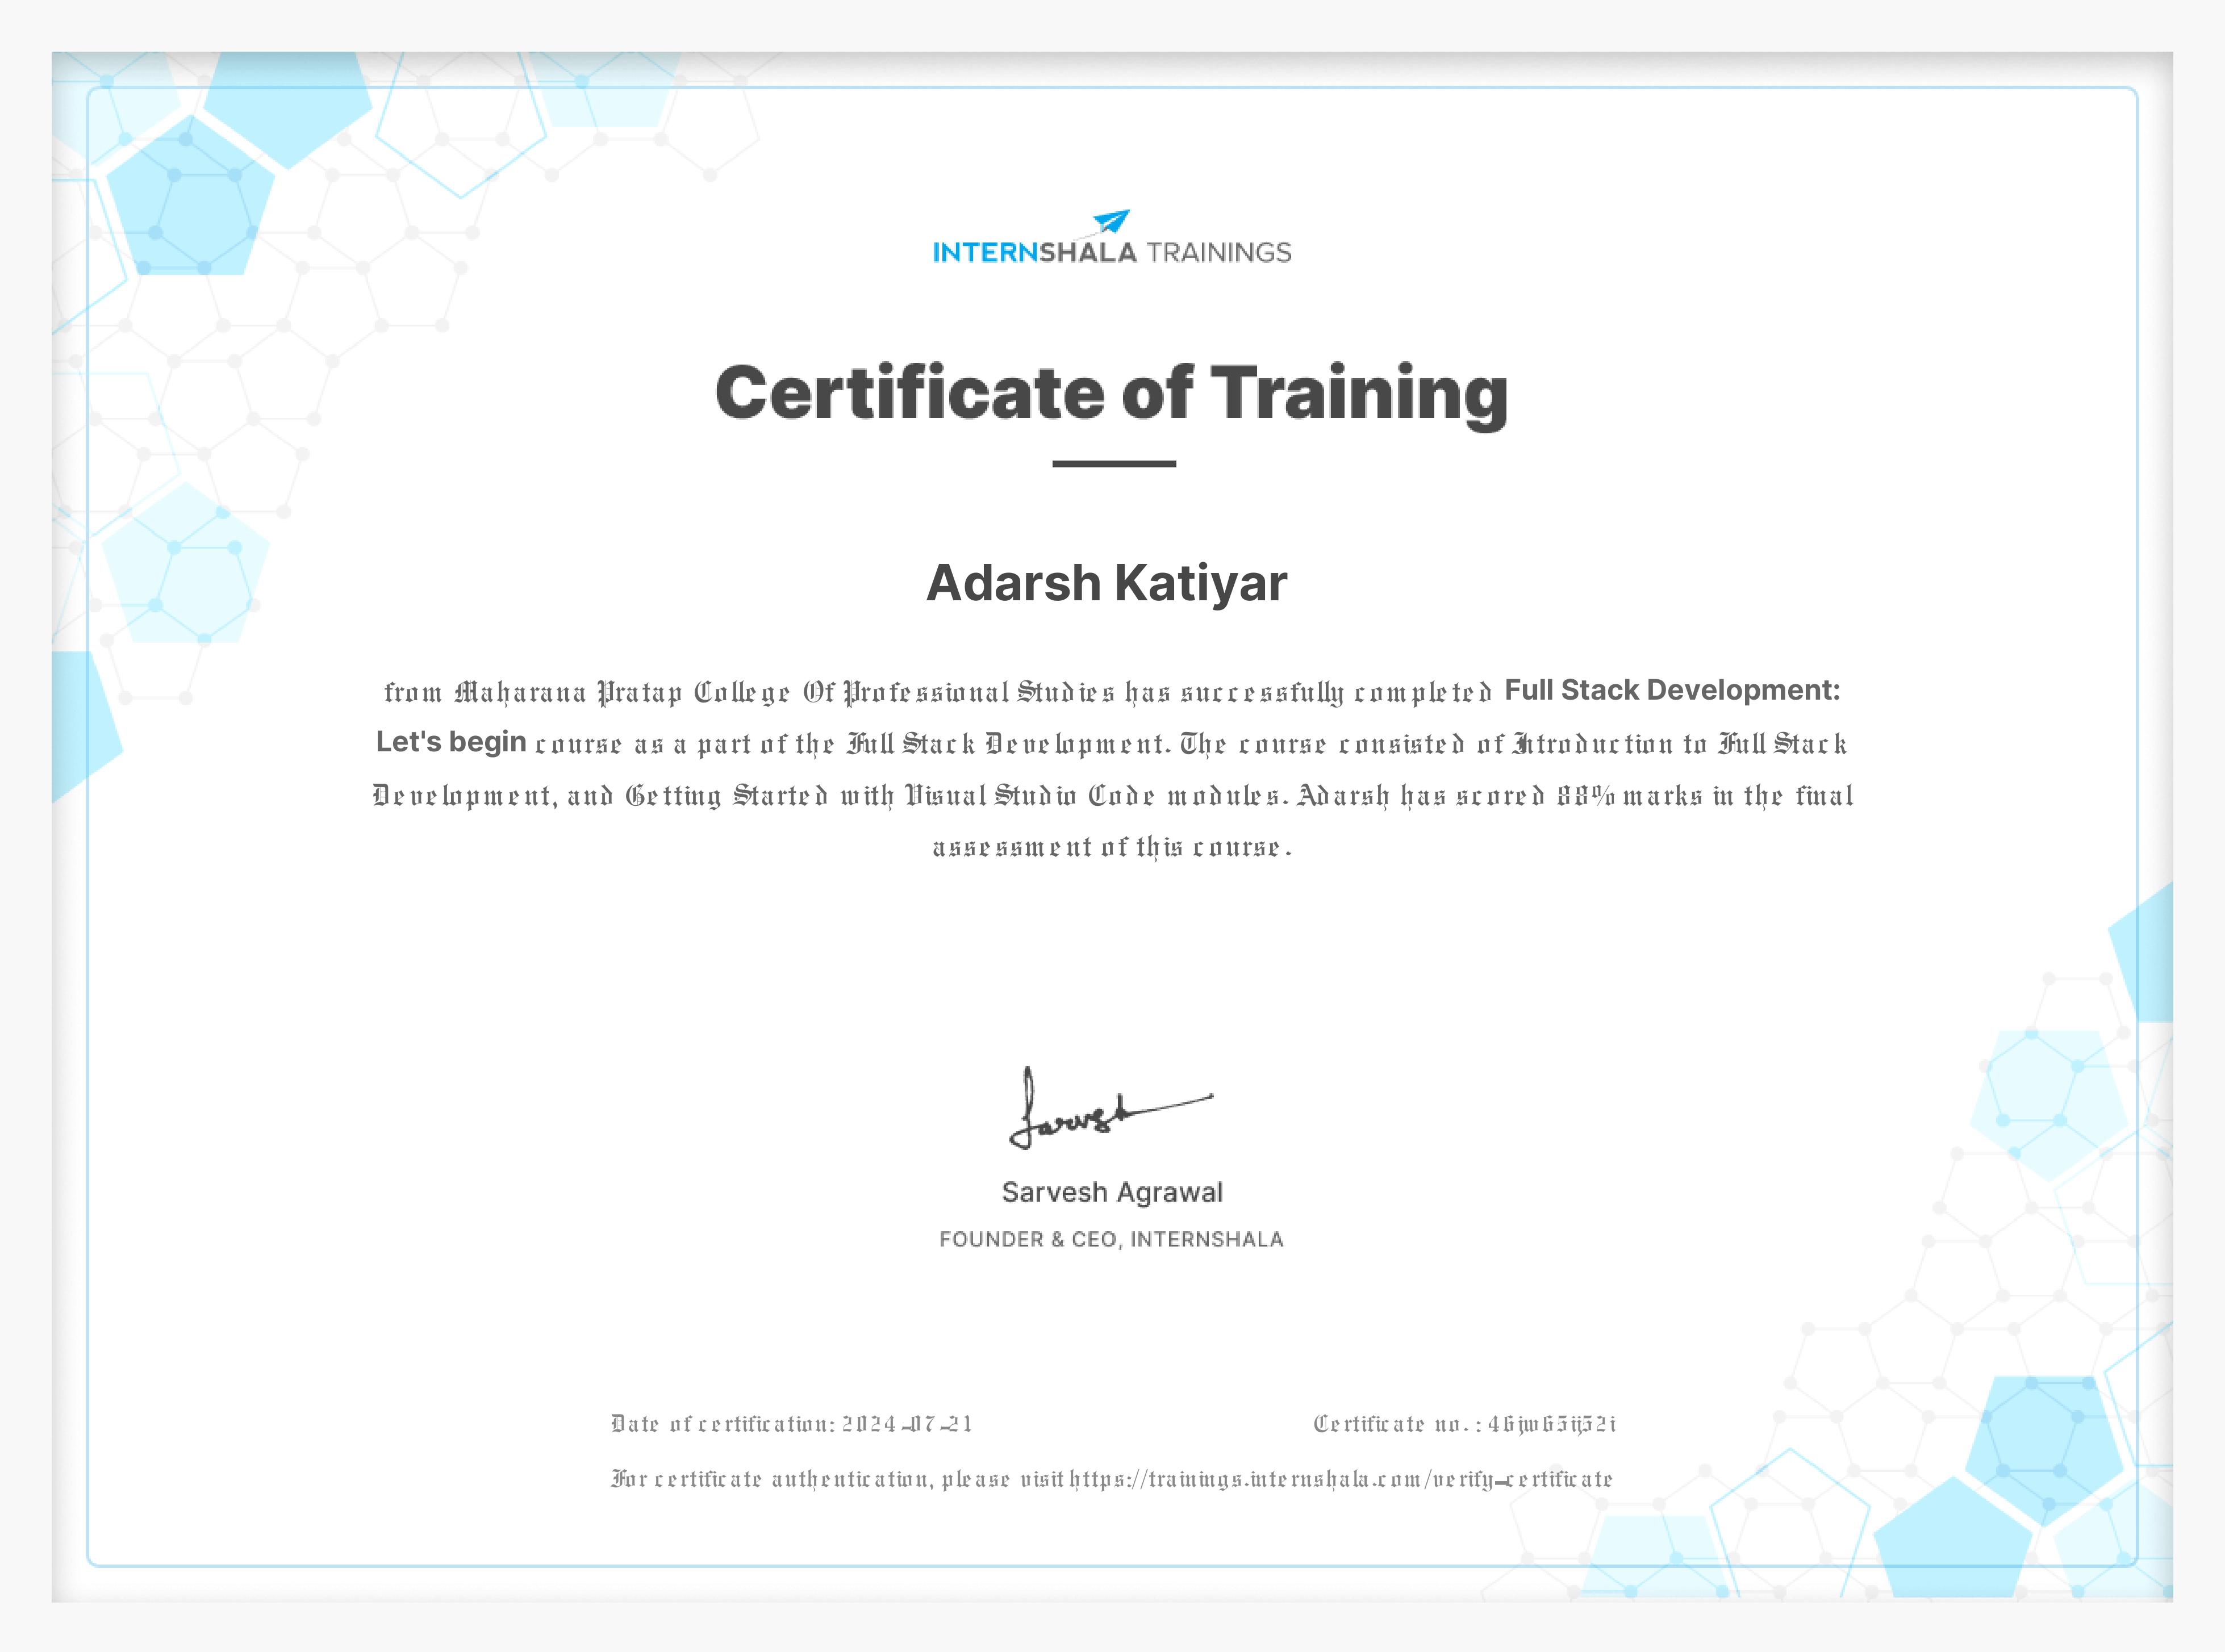 INTERNSHALA TRAININGS
Certificate of Training
Adarsh Katiyar
from Maharana Pratap College Of Professional Studies has successfully completed Full Stack Development:
Let's begin course as a part of the Full Stack Development. The course consisted of Introduction to Full Stack
Development, and Getting Started with Visual Studio Code modules. Adarsh has scored 88% marks in the final
assessment of this course.
Sarvesh Agrawal
FOUNDER & CEO, INTERNSHALA
Date of certification: 2024-07-21
Certificate no. : 46jw65ij52i
For certificate authentication, please visit https://trainings.internshala.com/verify_certificate